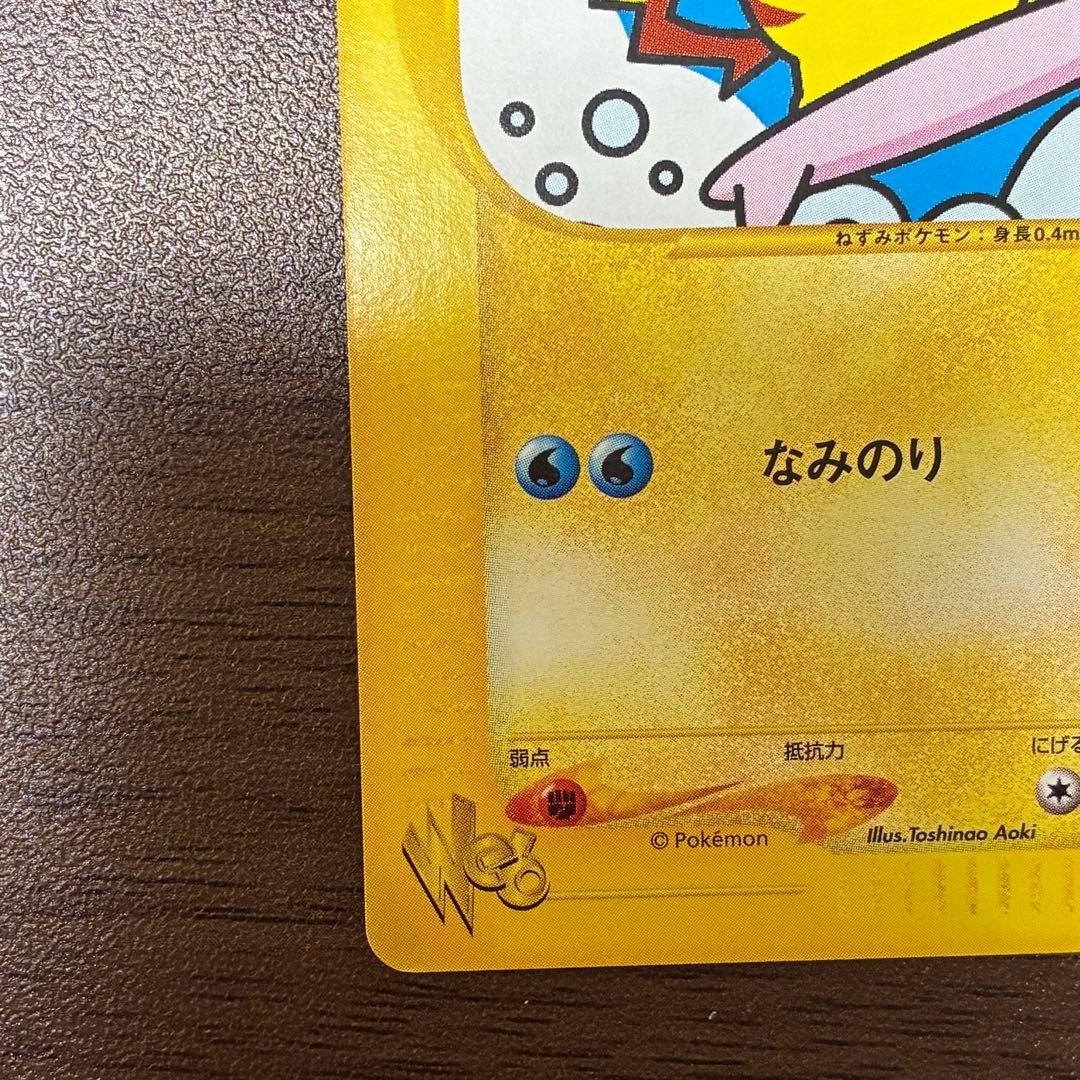 ねずみポケモン：身長0.4m
なみのり
弱点
抵抗力
にげる
Web
© Pokémon
Illus.Toshinao Aoki